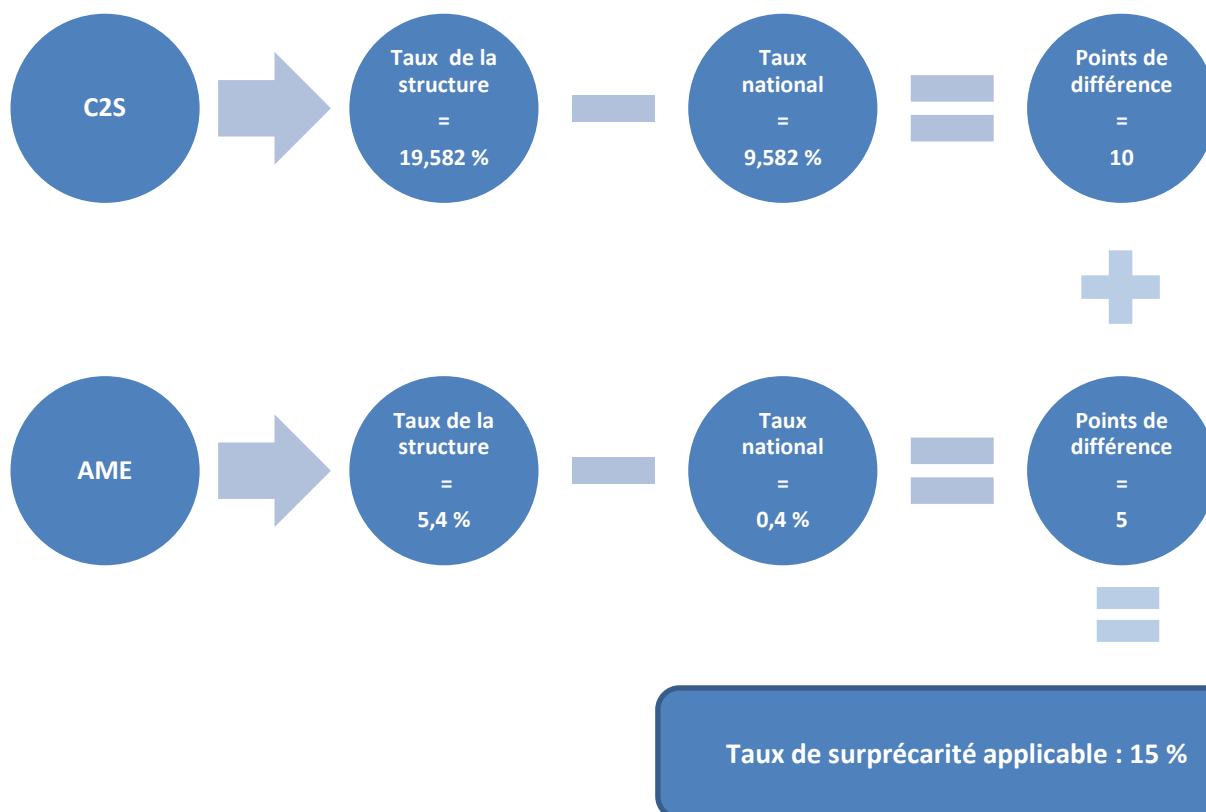 C2S
Taux de la
structure
=
19,582 %
Taux
national
=
9,582 %
Points de
différence
=
10
AME
Taux de la
structure
=
5,4 %
Taux
national
=
0,4 %
Points de
différence
=
5
Taux de surprécarité applicable : 15 %